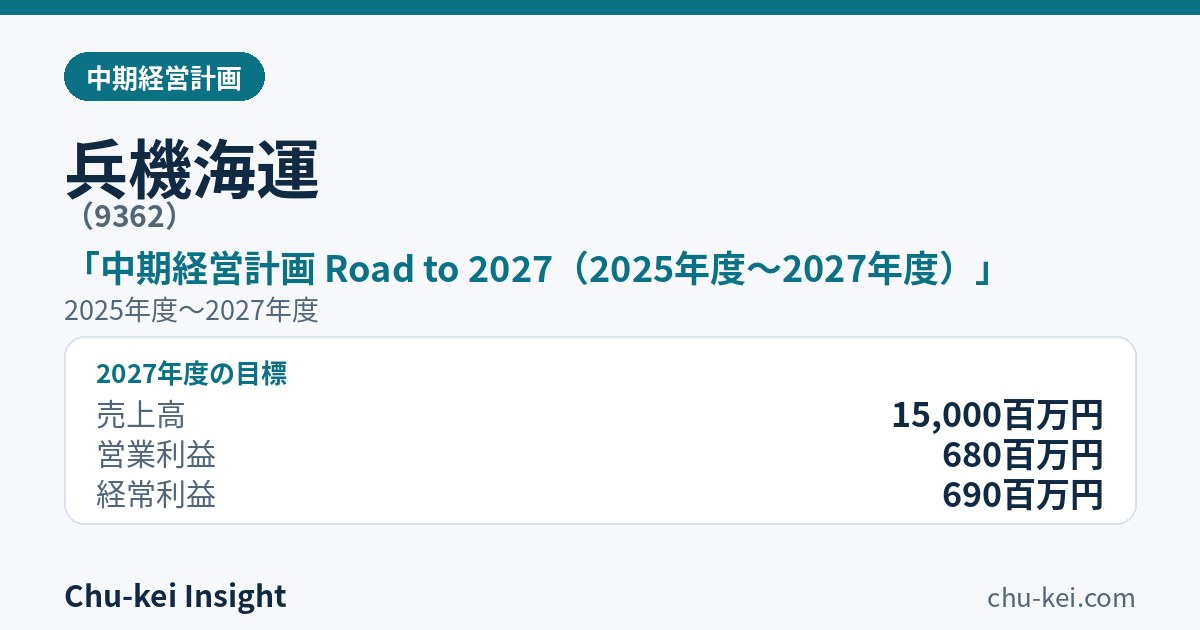 中期経営計画
兵機海運
（9362）
「中期経営計画 Road to 2027（2025年度～2027年度）」
2025年度～2027年度
2027年度の目標
売上高 15,000百万円
営業利益 680百万円
経常利益 690百万円
Chu-kei Insight chu-kei.com